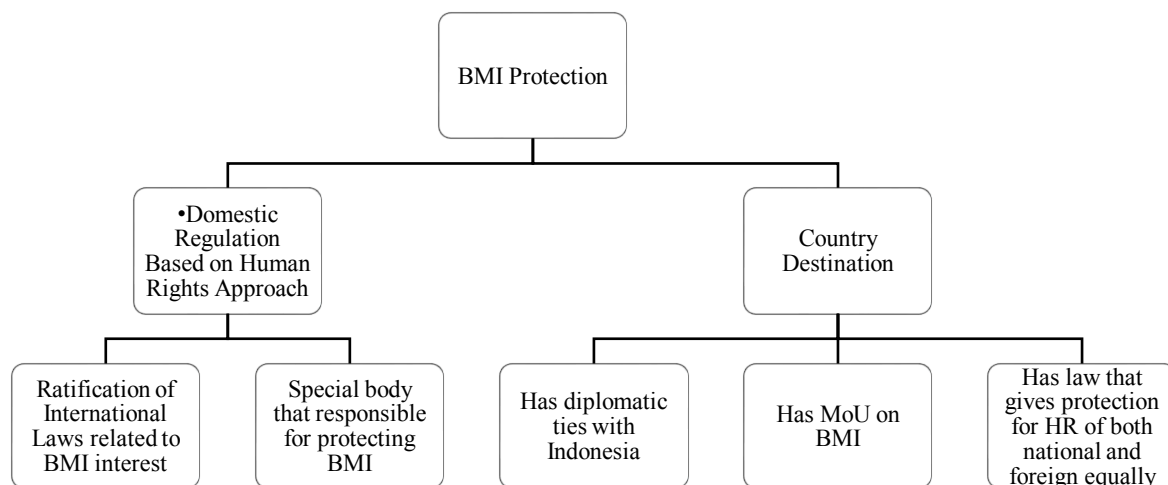 BMI Protection
•Domestic
Regulation
Based on Human
Rights Approach
Country
Destination
Ratification of
International
Laws related to
BMI interest
Special body
that responsible
for protecting
BMI
Has diplomatic
ties with
Indonesia
Has MoU on
BMI
Has law that
gives protection
for HR of both
national and
foreign equally